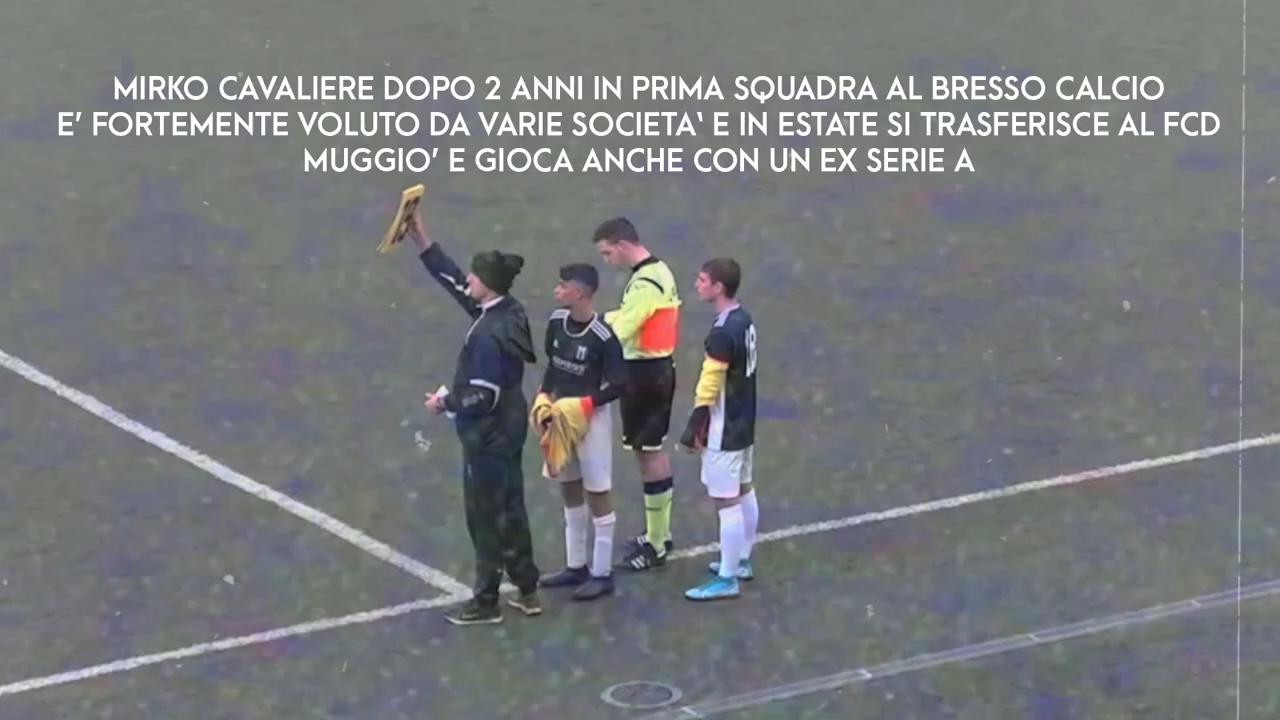 MIRKO CAVALIERE DOPO 2 ANNI IN PRIMA SQUADRA AL BRESSO CALCIO
E' FORTEMENTE VOLUTO DA VARIE SOCIETA‘ E IN ESTATE SI TRASFERISCE AL FCD
MUGGIO’ E GIOCA ANCHE CON UN EX SERIE A
18